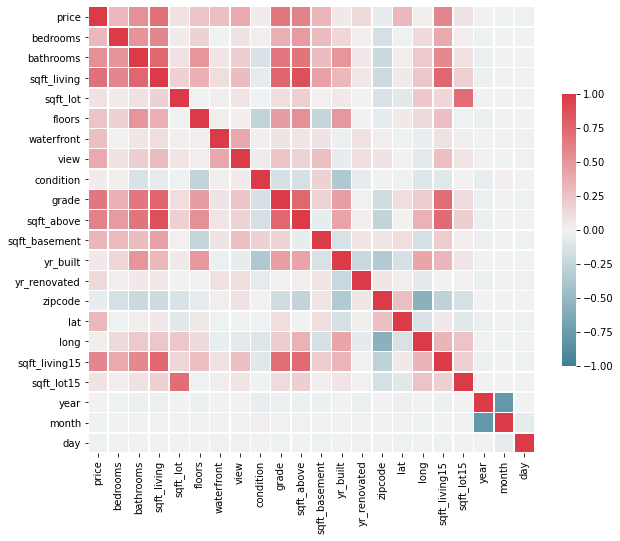 price
bedrooms
bathrooms
sqft_living
sqft_lot
floors
waterfront
view
condition
grade
sqft_above
sqft_basement
yr_built
yr_renovated
zipcode
lat
long
sqft_living15
sqft_lot15
year
month
day
price
bedrooms
bathrooms
sqft_living
sqft_lot
floors
waterfront
view
condition
grade
sqft_above
sqft_basement
yr_built
yr_renovated
zipcode
lat
long
sqft_living15
sqft_lot15
year
month
day
1.00
0.75
0.50
0.25
0.00
−0.25
−0.50
−0.75
−1.00